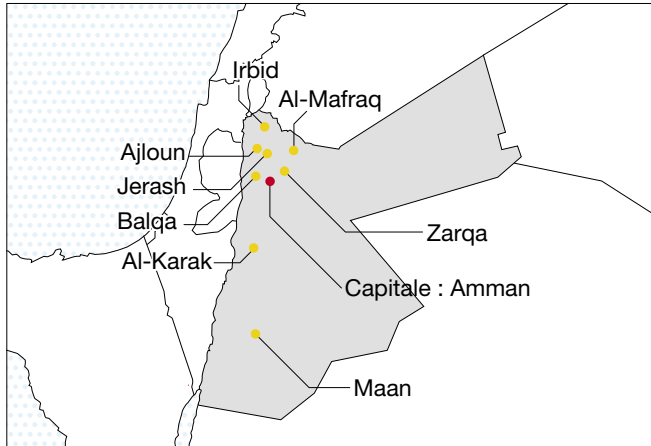 Irbid
Al-Mafraq
Ajloun
Jerash
Balqa
Zarqa
Al-Karak
Capitale : Amman
Maan